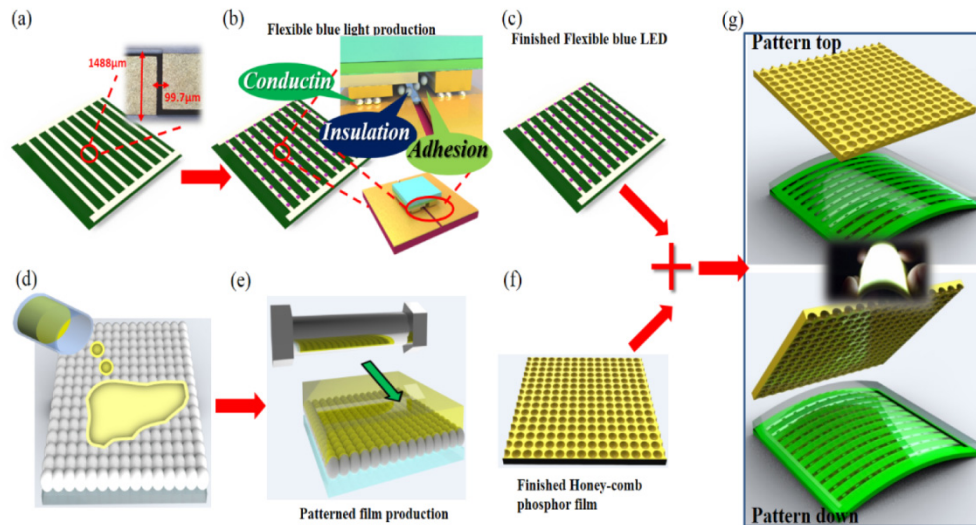 (a)
1488μm
99.7μm
(b)
Flexible blue light production
Conductin
Insulation
Adhesion
(c)
Finished Flexible blue LED
(g)
Pattern top
(d)
(e)
Patterned film production
(f)
Finished Honey-comb
phosphor film
Pattern down